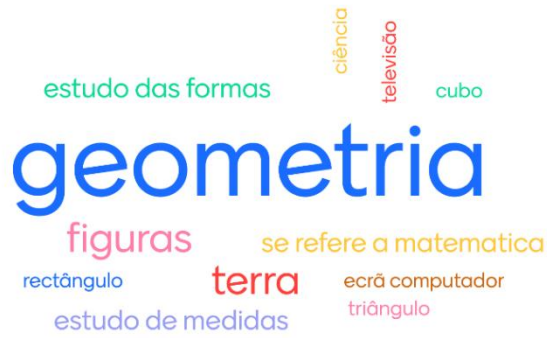 ciência
televisão
estudo das formas
cubo
geometria
figuras
se refere a matematica
rectângulo
terra
ecrã computador
triângulo
estudo de medidas